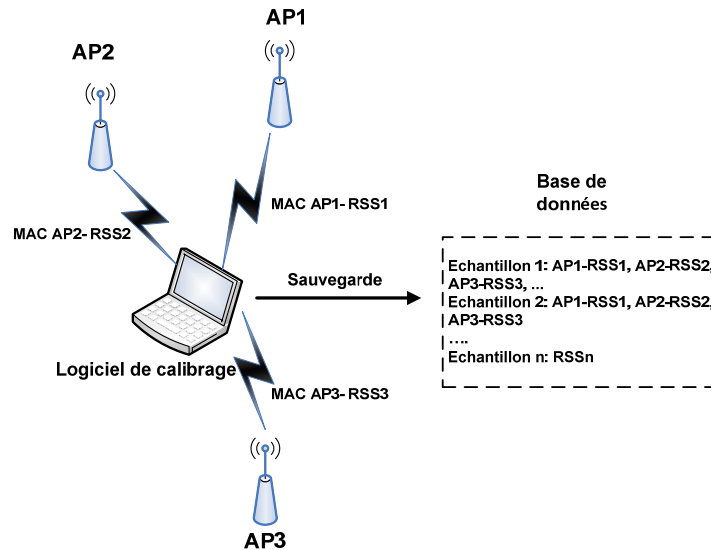 AP1
AP2
MAC AP1- RSS1
MAC AP2- RSS2
Base de
données
Sauvegarde
Echantillon 1: AP1-RSS1, AP2-RSS2,
AP3-RSS3, ...
Echantillon 2: AP1-RSS1, AP2-RSS2,
AP3-RSS3
....
Echantillon n: RSSn
Logiciel de calibrage
MAC AP3- RSS3
AP3